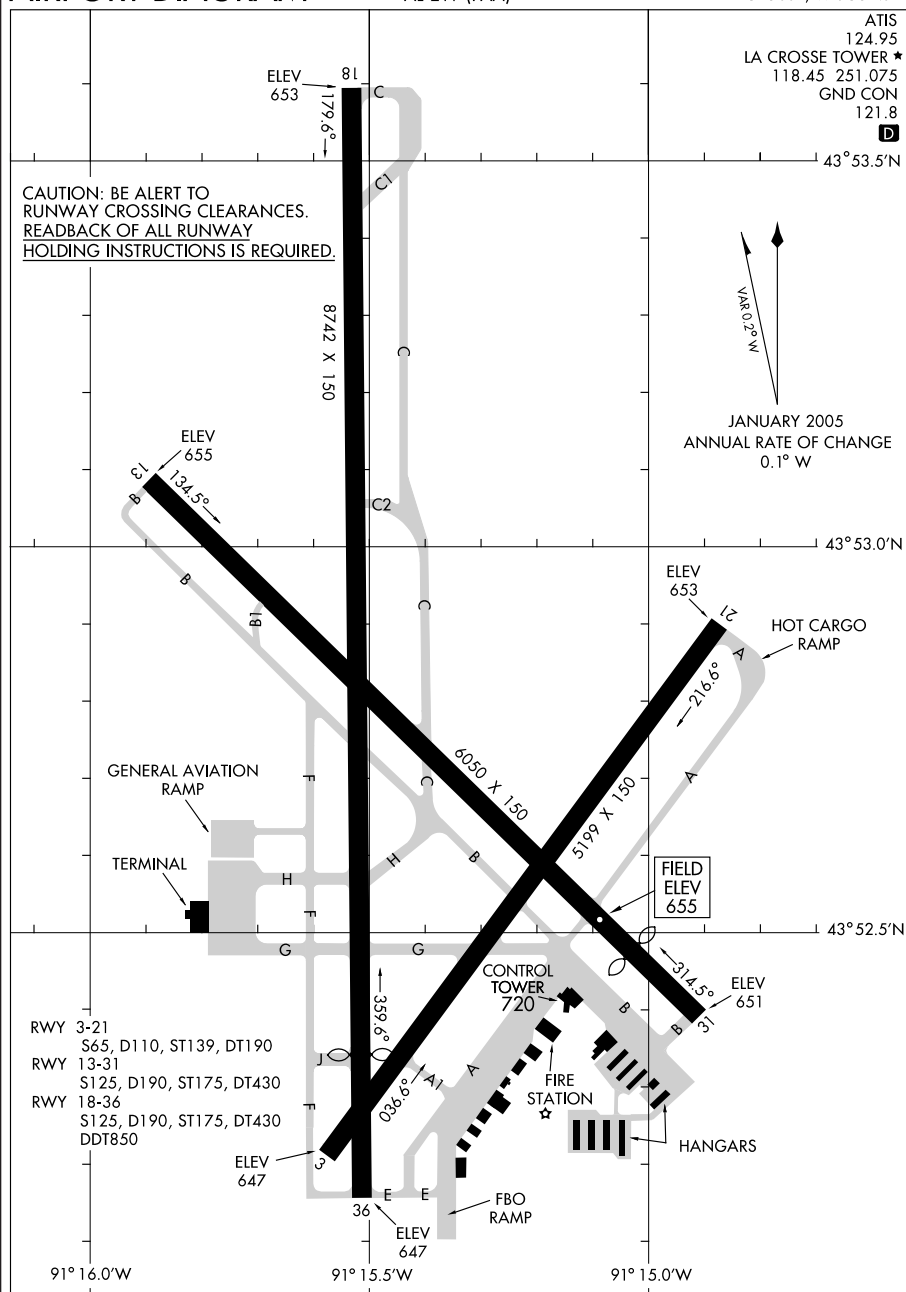 ATIS
124.95
LA CROSSE TOWER ★
118.45 251.075
GND CON
121.8
D
ELEV
653
18
179.6°
C
C1
43°53.5'N
CAUTION: BE ALERT TO
RUNWAY CROSSING CLEARANCES.
READBACK OF ALL RUNWAY
HOLDING INSTRUCTIONS IS REQUIRED.
VAR 0.2° W
8742 X 150
C
JANUARY 2005
ANNUAL RATE OF CHANGE
0.1° W
ELEV
655
13
134.5°
B
C2
43°53.0'N
B
B1
C
ELEV
653
21
HOT CARGO
RAMP
A
216.6°
A
F
C
6050 X 150
5199 X 150
GENERAL AVIATION
RAMP
TERMINAL
H
H
B
FIELD
ELEV
655
F
43°52.5'N
G
G
CONTROL
TOWER
720
314.5°
ELEV
651
31
B
B
359.6°
RWY 3-21
S65, D110, ST139, DT190
RWY 13-31
S125, D190, ST175, DT430
RWY 18-36
S125, D190, ST175, DT430
DDT850
J
F
036.6°
A1
A
FIRE
STATION
☆
HANGARS
ELEV
647
3
36
E
E
ELEV
647
FBO
RAMP
91°16.0'W
91°15.5'W
91°15.0'W